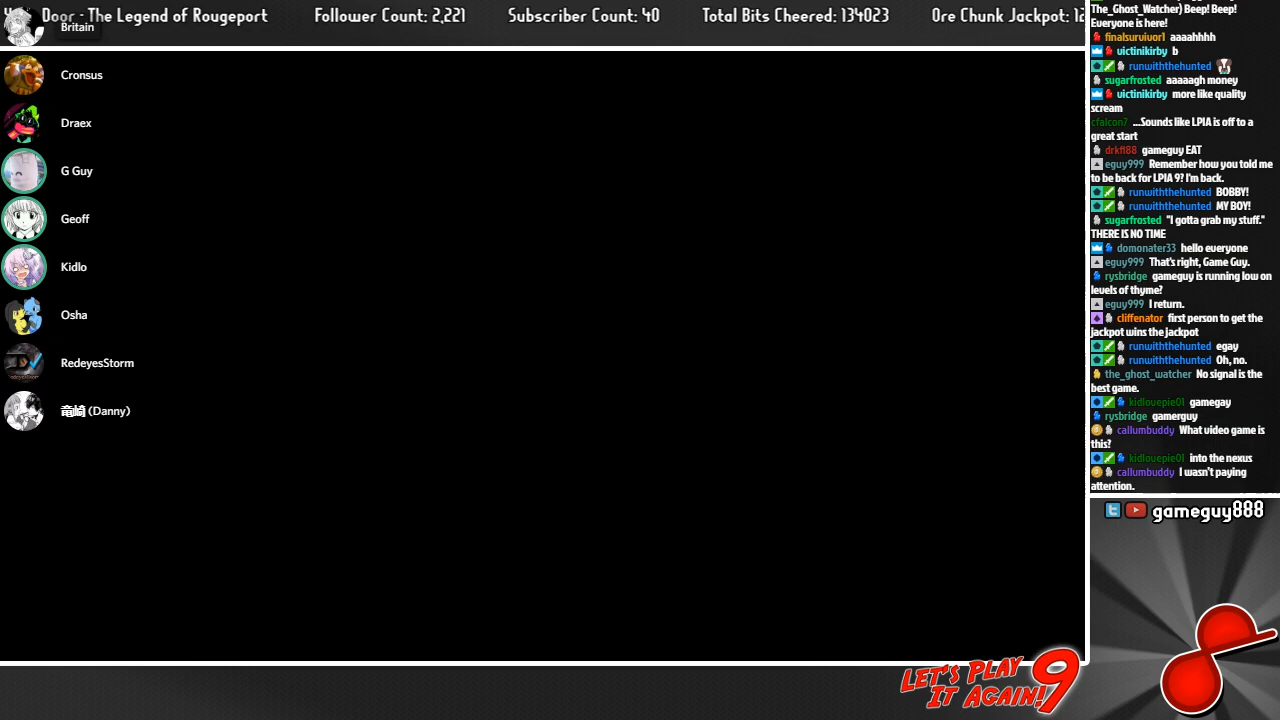 Door : The Legend of Rougeport Follower Count: 2,221 Subscriber Count: 40 Total Bits Cheered: 134023 Ore Chunk Jackpot: 12
Britain
Cronsus
Draex
G Guy
Geoff
Kidlo
Osha
RedeyesStorm
竜崎 (Danny)
The_Ghost_Watcher) Beep! Beep!
Everyone is here!
finalsurvivor1 aaaahhhh
victinikirby b
runwiththehunted
sugarfrosted aaaaagh money
victinikirby more like quality
scream
cfalcon7 ...Sounds like LPIA is off to a
great start
drkf188 gameguy EAT
eguy999 Remember how you told me
to be back for LPIA 9? I'm back.
runwiththehunted BOBBY!
runwiththehunted MY BOY!
sugarfrosted "I gotta grab my stuff."
THERE IS NO TIME
domonater33 hello everyone
eguy999 That's right, Game Guy.
rysbridge gameguy is running low on
levels of thyme?
eguy999 I return.
cliffenator first person to get the
jackpot wins the jackpot
runwiththehunted egay
runwiththehunted Oh, no.
the_ghost_watcher No signal is the
best game.
kidlovepie01 gamegay
rysbridge gamerguy
callumbuddy What video game is
this?
kidlovepie01 into the nexus
callumbuddy I wasn't paying
attention.
gameguy888
LET'S PLAY
IT AGAIN! 9